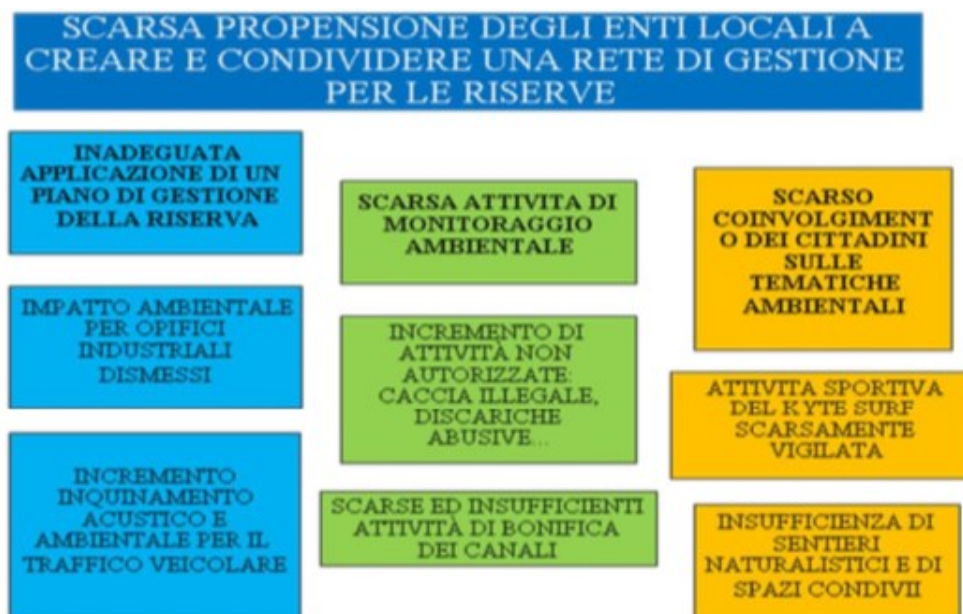 SCARSA PROPENSIONE DEGLI ENTI LOCALI A
CREARE E CONDIVIDERE UNA RETE DI GESTIONE
PER LE RISERVE
INADEGUATA
APPLICAZIONE DI UN
PIANO DI GESTIONE
DELLA RISERVA
IMPATTO AMBIENTALE
PER OPIFICI
INDUSTRIALI
DISMESSI
INCREMENTO
INQUINAMENTO
ACUSTICO E
AMBIENTALE PER IL
TRAFFICO VEICOLARE
SCARSA ATTIVITA DI
MONITORAGGIO
AMBIENTALE
INCREMENTO DI
ATTIVITÀ NON
AUTORIZZATE:
CACCIA ILLEGALE,
DISCARICHE
ABUSIVE...
SCARSE ED INSUFFICIENTI
ATTIVITÀ DI BONIFICA
DEI CANALI
SCARSO
COINVOLGIMENT
O DEI CITTADINI
SULLE
TEMATICHE
AMBIENTALI
ATTIVITA SPORTIVA
DEL KYTE SURF
SCARSAMENTE
VIGILATA
INSUFFICIENZA DI
SENTIERI
NATURALISTICI E DI
SPAZI CONDIVII